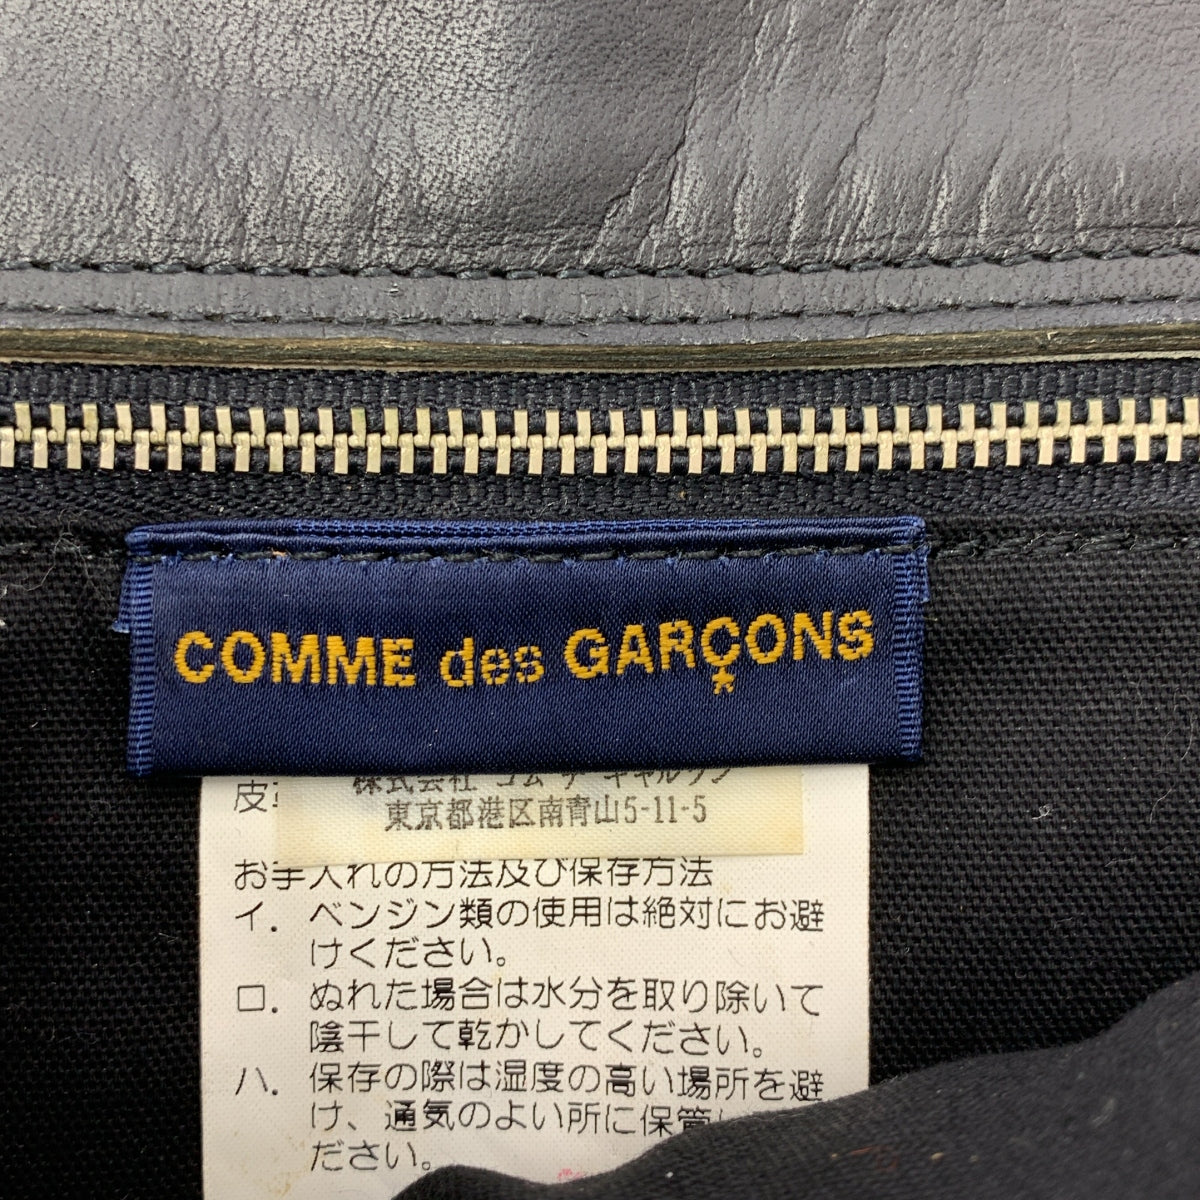 COMME des GARÇONS
株式会社 コム デ ギャルソン
皮
東京都港区南青山5-11-5
お手入れの方法及び保存方法
イ. ベンジン類の使用は絶対にお避
けください。
ロ. ぬれた場合は水分を取り除いて
陰干して乾かしてください。
ハ. 保存の際は湿度の高い場所を避
け、通気のよい所に保管
ださい。